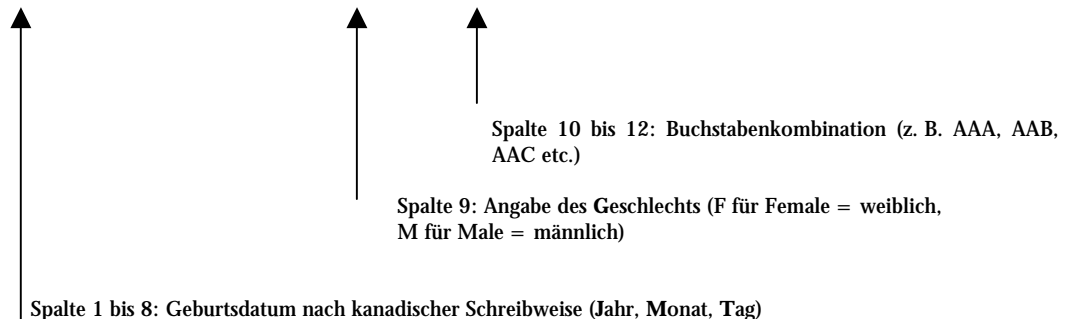 Spalte 10 bis 12: Buchstabenkombination (z. B. AAA, AAB,
AAC etc.)
Spalte 9: Angabe des Geschlechts (F für Female = weiblich,
M für Male = männlich)
Spalte 1 bis 8: Geburtsdatum nach kanadischer Schreibweise (Jahr, Monat, Tag)